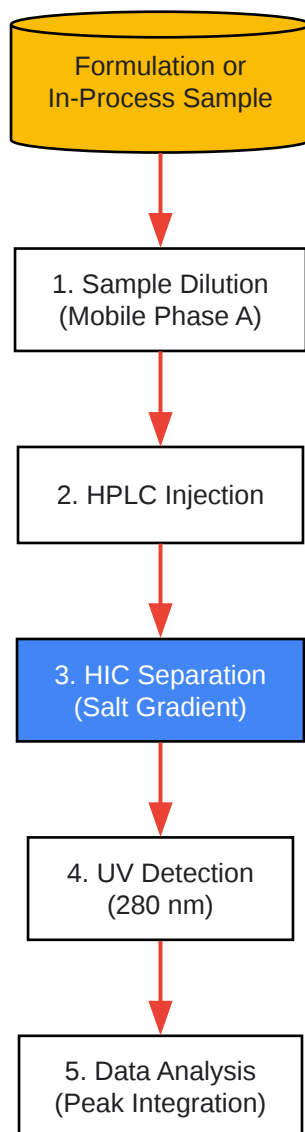 Formulation or
In-Process Sample
1. Sample Dilution
(Mobile Phase A)
2. HPLC Injection
3. HIC Separation
(Salt Gradient)
4. UV Detection
(280 nm)
5. Data Analysis
(Peak Integration)